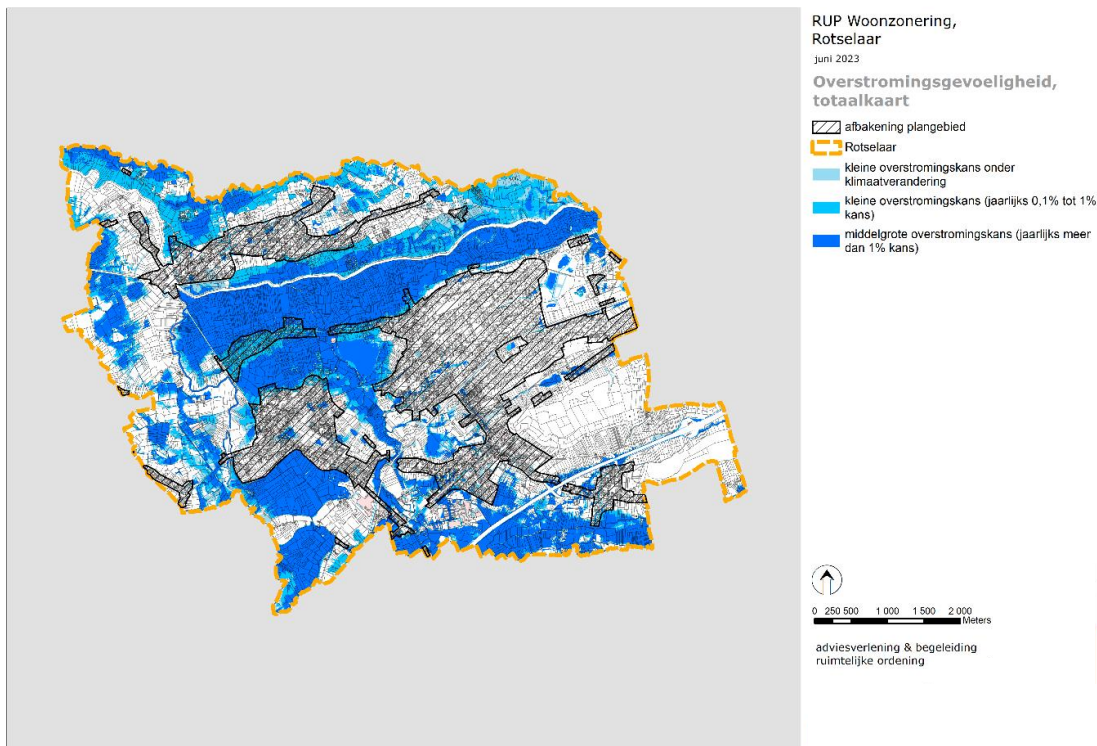 RUP Woonzonering,
Rotselaar
juni 2023
Overstromingsgevoeligheid,
totaalkaart
afbakening plangebied
Rotselaar
kleine overstromingskans onder
klimaatverandering
kleine overstromingskans (jaarlijks 0,1% tot 1%
kans)
middelgrote overstromingskans (jaarlijks meer
dan 1% kans)
0 250 500 1 000 1 500 2 000
Meters
adviesverlening & begeleiding
ruimtelijke ordening